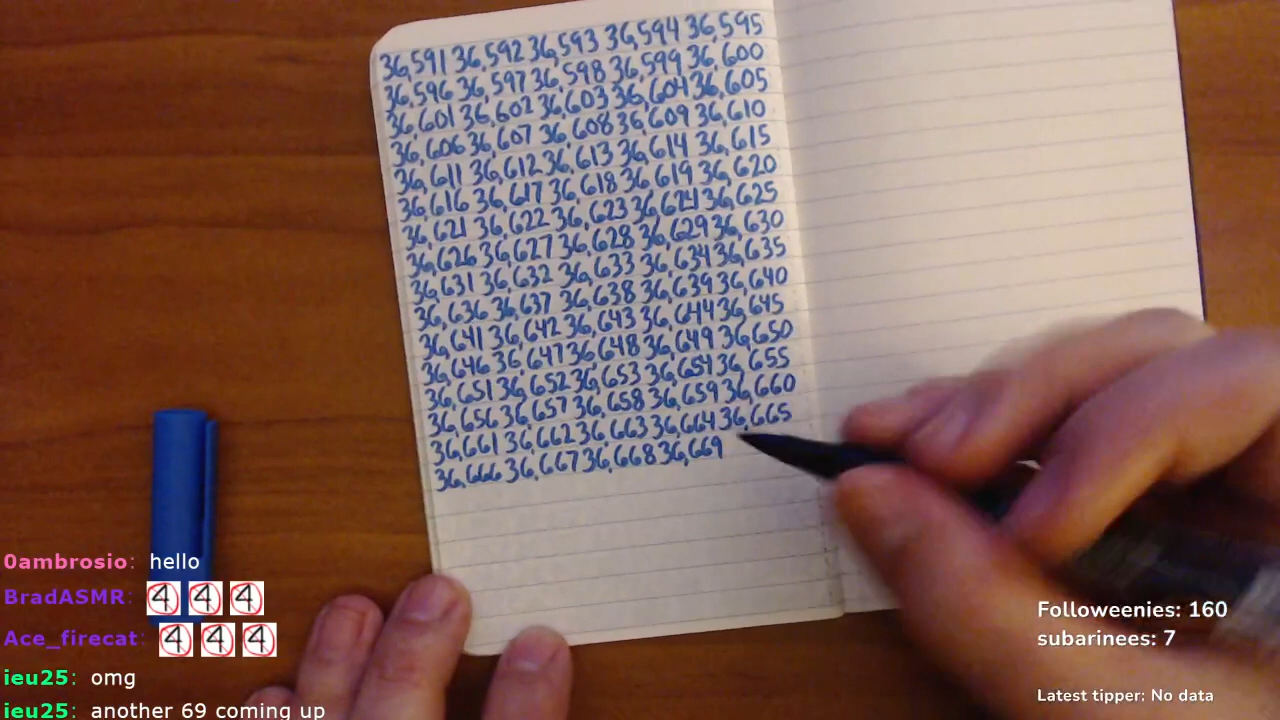 36,591 36,592 36,593 36,594 36,595
36,596 36,597 36,598 36,599 36,600
36,601 36,602 36,603 36,604 36,605
36,606 36,607 36,608 36,609 36,610
36,611 36,612 36,613 36,614 36,615
36,616 36,617 36,618 36,619 36,620
36,621 36,622 36,623 36,624 36,625
36,626 36,627 36,628 36,629 36,630
36,631 36,632 36,633 36,634 36,635
36,636 36,637 36,638 36,639 36,640
36,641 36,642 36,643 36,644 36,645
36,646 36,647 36,648 36,649 36,650
36,651 36,652 36,653 36,654 36,655
36,656 36,657 36,658 36,659 36,660
36,661 36,662 36,663 36,664 36,665
36,666 36,667 36,668 36,669
0ambrosio: hello
BradASMR: 4 4 4
Ace_firecat: 4 4 4
ieu25: omg
ieu25: another 69 coming up
Followeenies: 160
subarinees: 7
Latest tipper: No data